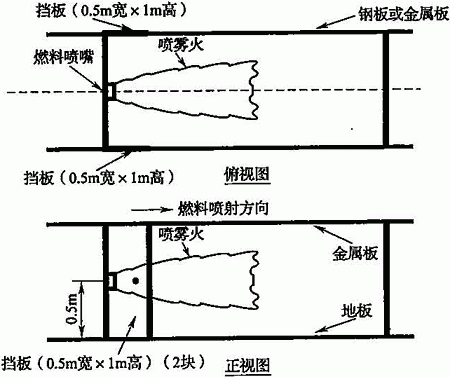 挡板（0.5m宽×1m高）
钢板或金属板
喷雾火
燃料喷嘴
挡板（0.5m宽×1m高）
俯视图
燃料喷射方向
喷雾火
金属板
0.5m
地板
挡板（0.5m宽×1m高）（2块）
正视图